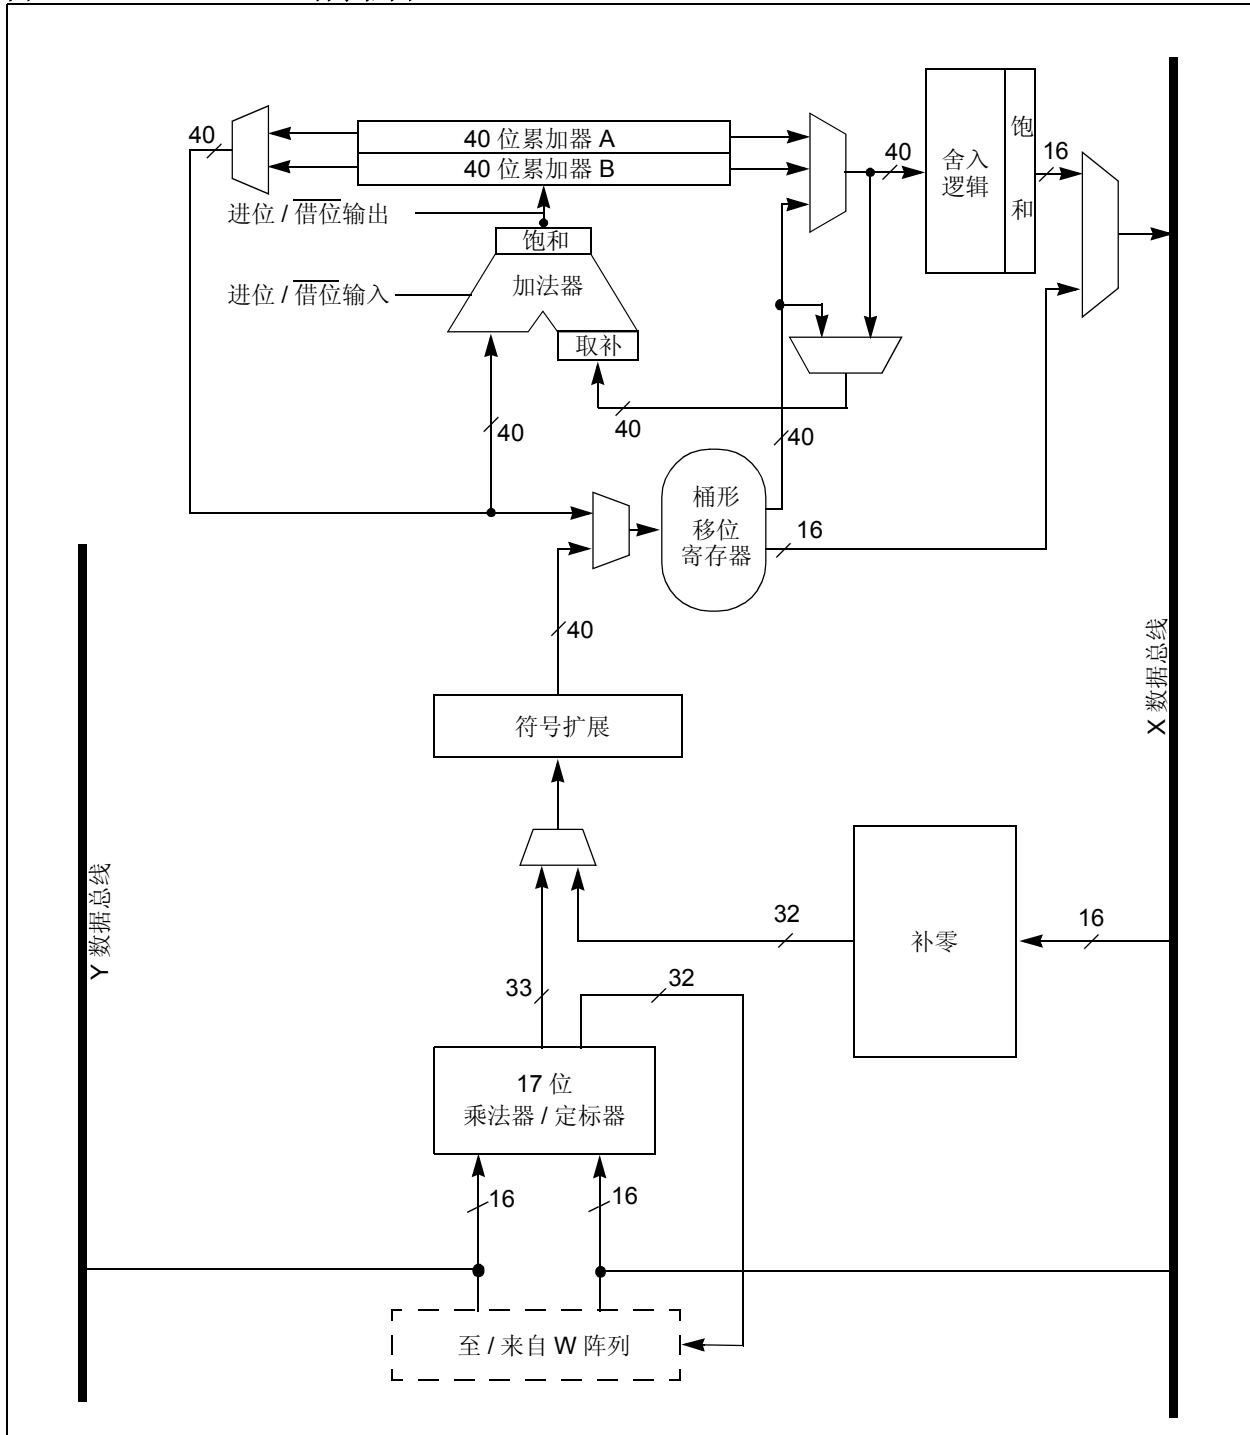 40
40 位累加器 A
40 位累加器 B
40
舍入
逻辑
饱
和
16
进位 / 借位输出
饱和
进位 / 借位输入
加法器
取补
40
40
40
桶形
移位
寄存器
16
40
X 数据总线
符号扩展
Y 数据总线
32
补零
16
33
32
17 位
乘法器 / 定标器
16
16
至 / 来自 W 阵列